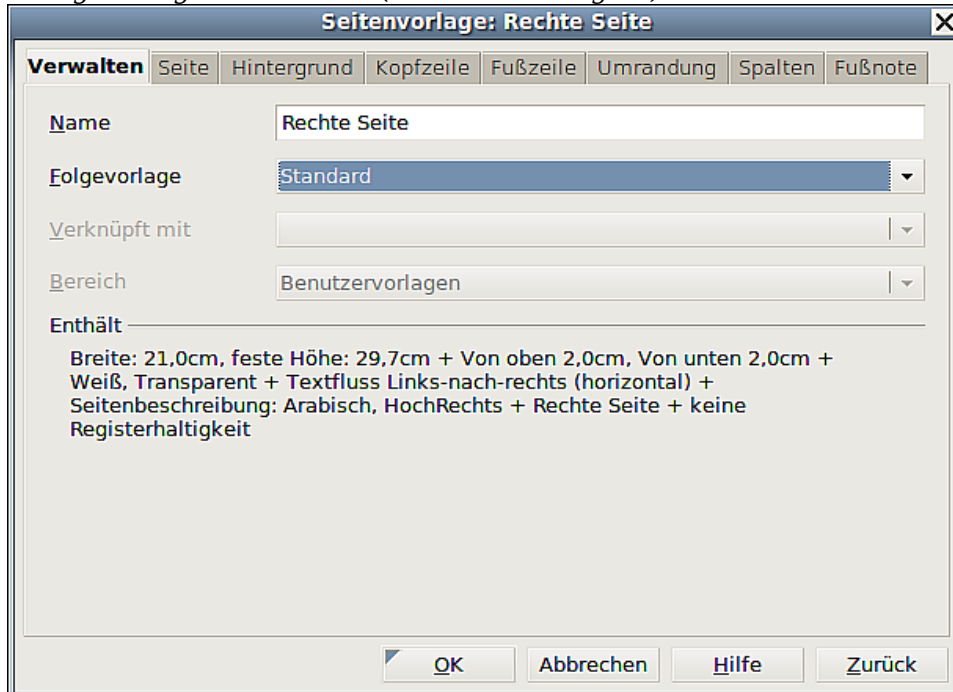 Seitenvorlage: Rechte Seite
Verwalten Seite Hintergrund Kopfzeile Fußzeile Umrandung Spalten Fußnote
Name Rechte Seite
Folgevorlage Standard
Verknüpft mit
Bereich Benutzervorlagen
Enthält
Breite: 21,0cm, feste Höhe: 29,7cm + Von oben 2,0cm, Von unten 2,0cm +
Weiß, Transparent + Textfluss Links-nach-rechts (horizontal) +
Seitenbeschreibung: Arabisch, HochRechts + Rechte Seite + keine
Registerhaltigkeit
OK Abbrechen Hilfe Zurück